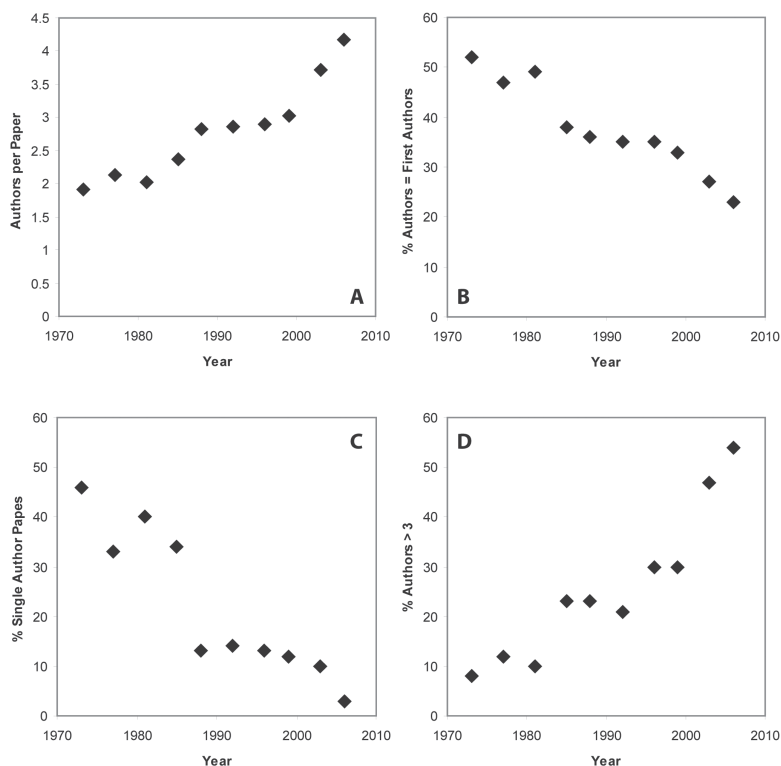 4.5
4
3.5
3
2.5
2
1.5
1
0.5
0
Authors per Paper
A
1970 1980 1990 2000 2010
Year
60
50
40
30
20
10
0
% Authors = First Authors
B
1970 1980 1990 2000 2010
Year
60
50
40
30
20
10
0
% Single Author Papes
C
1970 1980 1990 2000 2010
Year
60
50
40
30
20
10
0
% Authors > 3
D
1970 1980 1990 2000 2010
Year